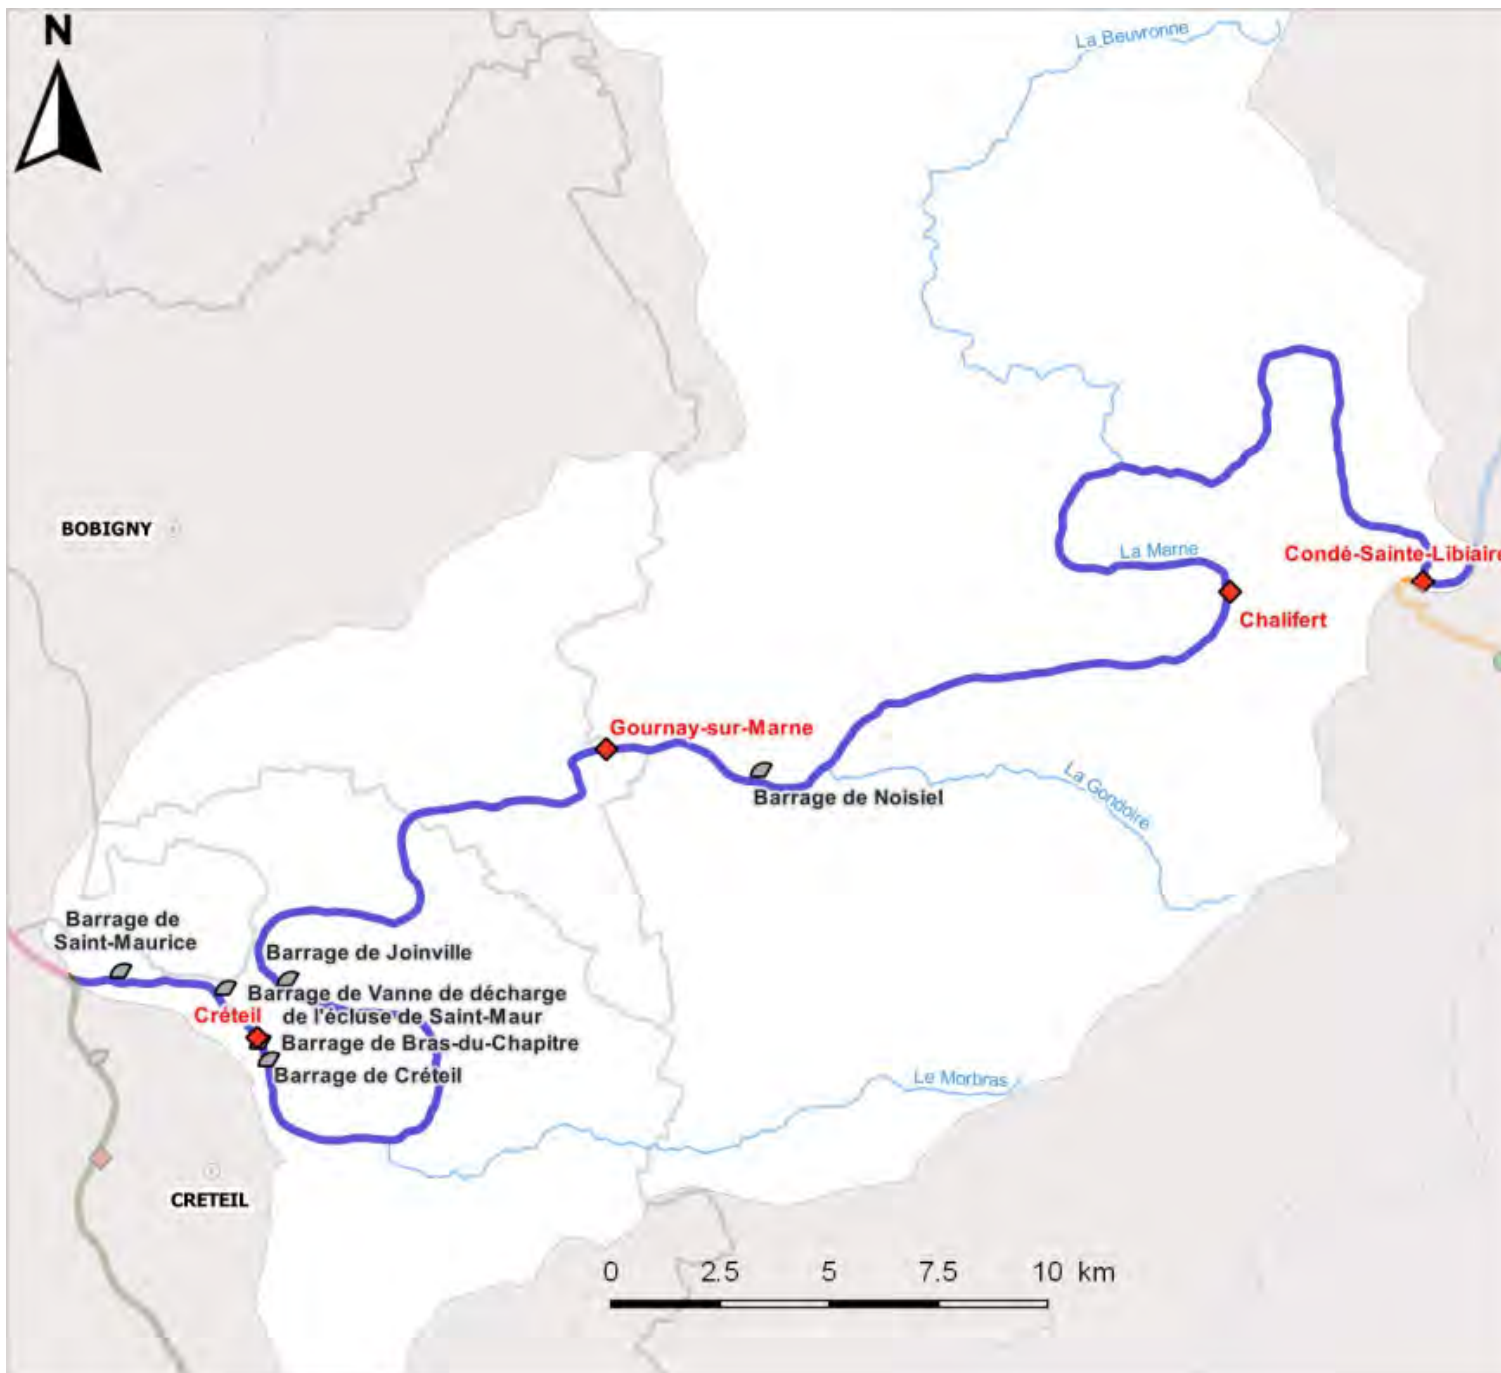 N
La Beuvronne
BOBIGNY
La Marne
Condé-Sainte-Libiaire
Chalifert
Gournay-sur-Marne
Barrage de Noisiel
La Gondoire
Barrage de
Saint-Maurice
Barrage de Joinville
Barrage de Vanne de décharge
de l'écluse de Saint-Maur
Créteil
Barrage de Bras-du-Chapitre
Barrage de Créteil
Le Morbras
CRETEIL
0 2.5 5 7.5 10 km